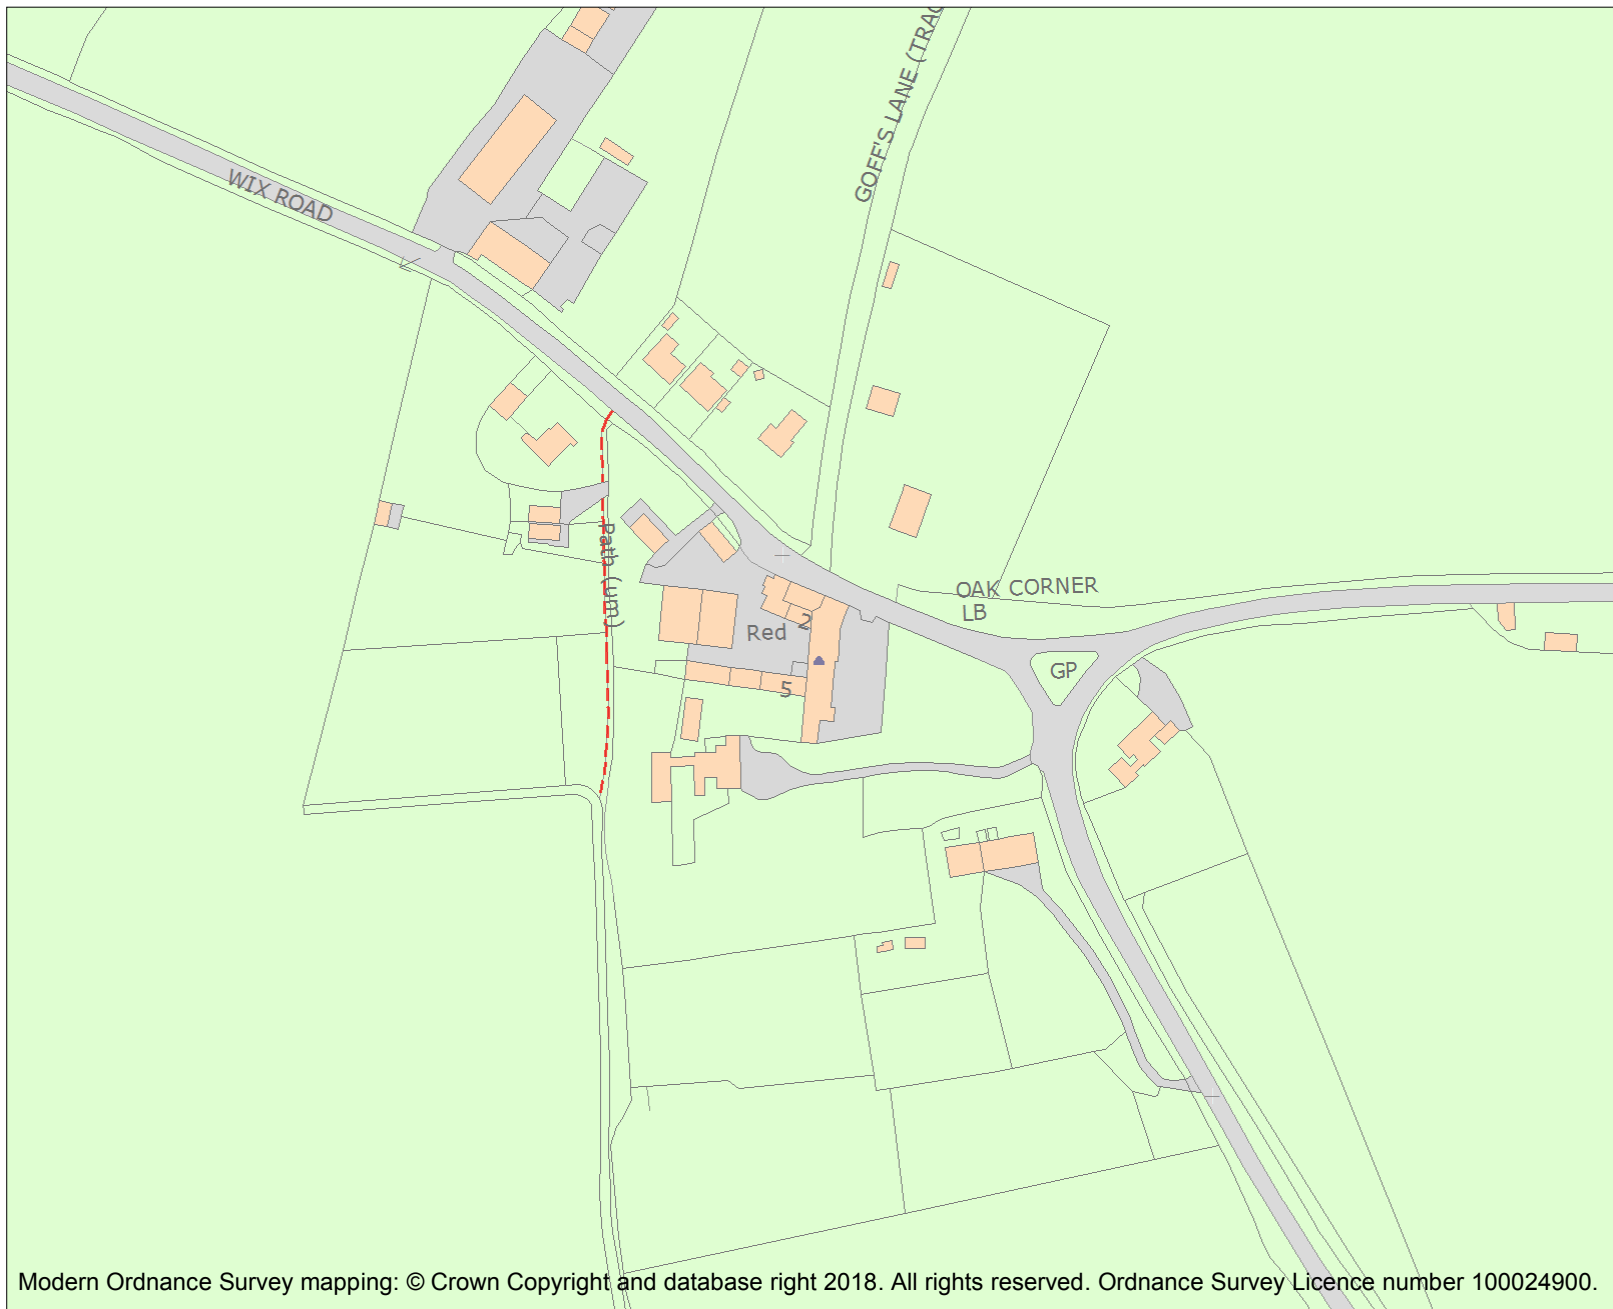 GOFF'S LANE (TRAC
WIX ROAD
Path (um)
OAK CORNER
LB
2
Red
GP
5
Modern Ordnance Survey mapping: © Crown Copyright and database right 2018. All rights reserved. Ordnance Survey Licence number 100024900.